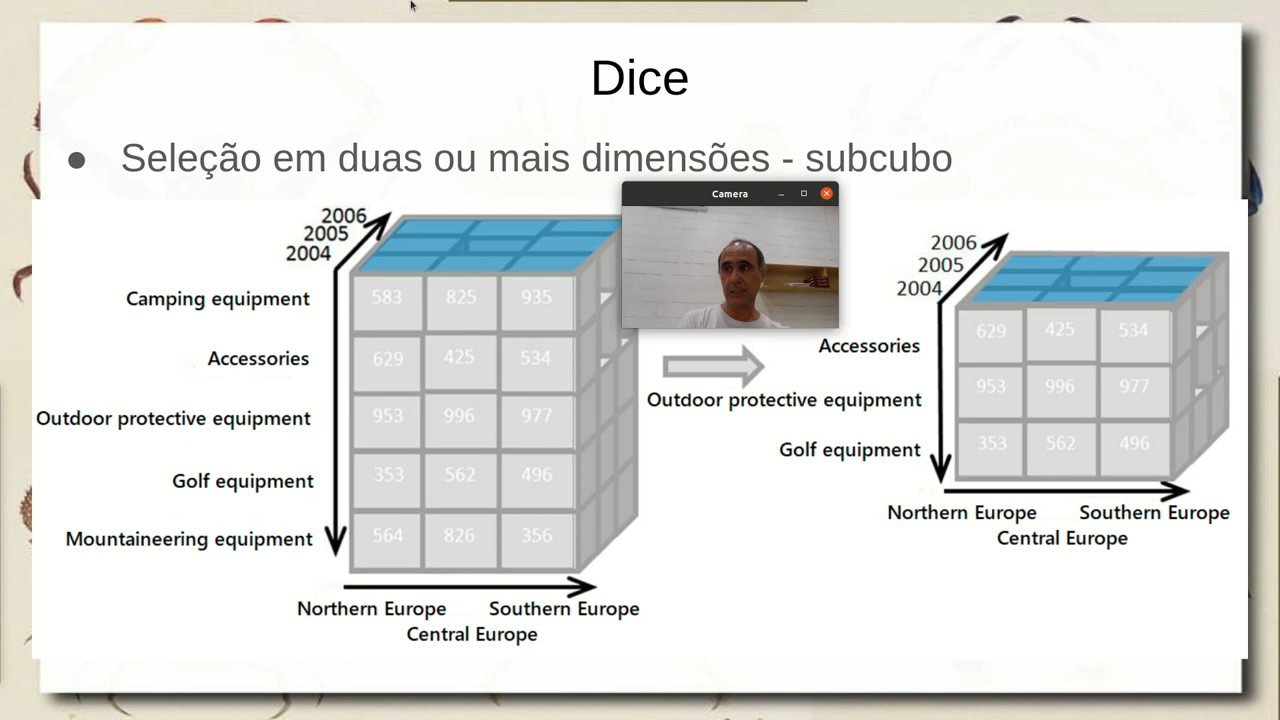 Dice
● Seleção em duas ou mais dimensões - subcubo
Camera
2006
2005
2004
Camping equipment
583 825 935
Accessories
629 425 534
Outdoor protective equipment
953 996 977
Golf equipment
353 562 496
Mountaineering equipment
564 826 356
Northern Europe Southern Europe
Central Europe
2006
2005
2004
Accessories
629 425 534
Outdoor protective equipment
953 996 977
Golf equipment
353 562 496
Northern Europe Southern Europe
Central Europe